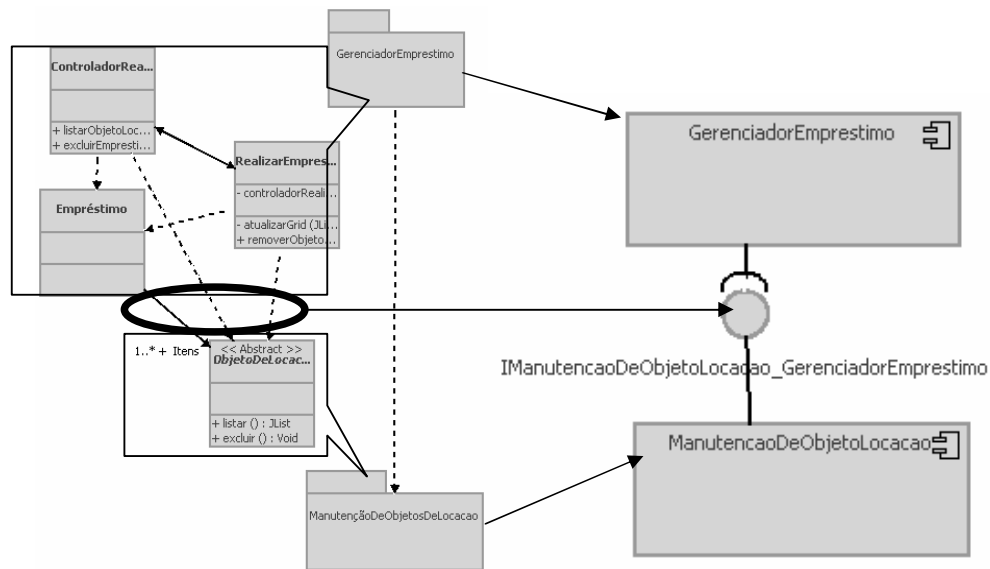 ControladorRea...
+ listarObjetoLoc...
+ excluirEmpresti...
GerenciadorEmprestimo
RealizarEmpres...
- controladorReali...
- atualizarGrid (JLi...
+ removerObjeto...
Empréstimo
1..* + Itens
<< Abstract >>
ObjetoDeLocac...
+ listar () : JList
+ excluir () : Void
ManutençãoDeObjetosDeLocacao
GerenciadorEmprestimo
IManutencaoDeObjetoLocacao_GerenciadorEmprestimo
ManutencaoDeObjetoLocacao